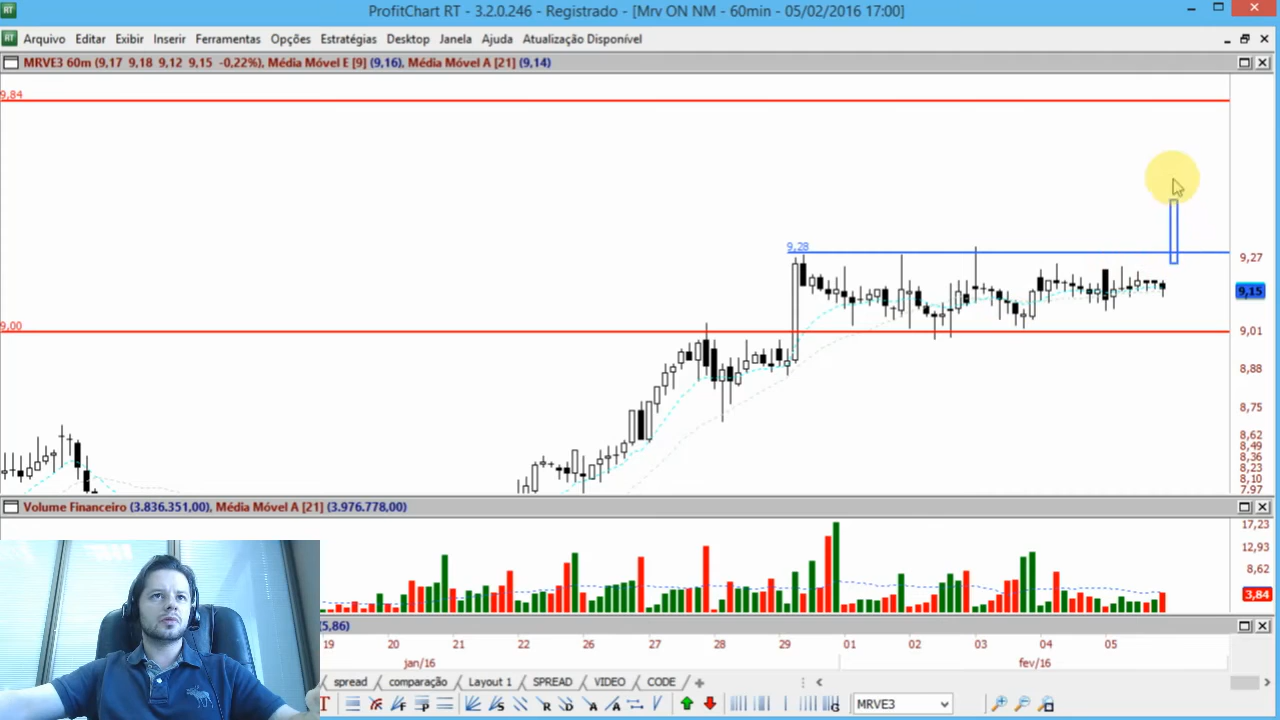 RT ProfitChart RT - 3.2.0.246 - Registrado - [Mrv ON NM - 60min - 05/02/2016 17:00]
RT Arquivo Editar Exibir Inserir Ferramentas Opções Estratégias Desktop Janela Ajuda Atualização Disponível
MRVE3 60m (9,17 9,18 9,12 9,15 -0,22%), Média Móvel E [9] (9,16), Média Móvel A [21] (9,14)
9,84
9,28
9,27
9,15
9,00
9,01
8,88
8,75
8,62
8,49
8,36
8,23
8,10
7,97
Volume Financeiro (3.836.351,00), Média Móvel A [21] (3.976.778,00)
17,23
12,93
8,62
3,84
(5,86)
19 20 21 22 25 26 27 28 29 01 02 03 04 05
jan/16 fev/16
spread comparação Layout 1 SPREAD VIDEO CODE
MRVE3